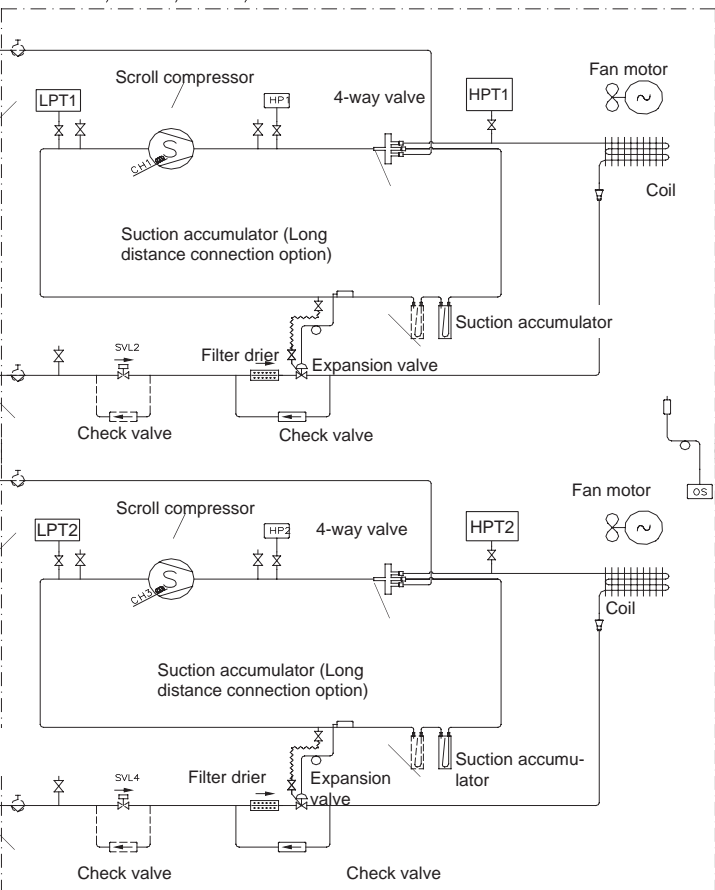 Fan motor
Scroll compressor
LPT1
HP1
4-way valve
HPT1
~
S
CH1
Coil
Suction accumulator (Long
distance connection option)
Suction accumulator
SVL2
Filter drier
Expansion valve
Check valve
Check valve
OS
Fan motor
Scroll compressor
LPT2
HP2
4-way valve
HPT2
~
S
CH3
Coil
Suction accumulator (Long
distance connection option)
Suction accumu-
lator
SVL4
Filter drier
Expansion
valve
Check valve
Check valve